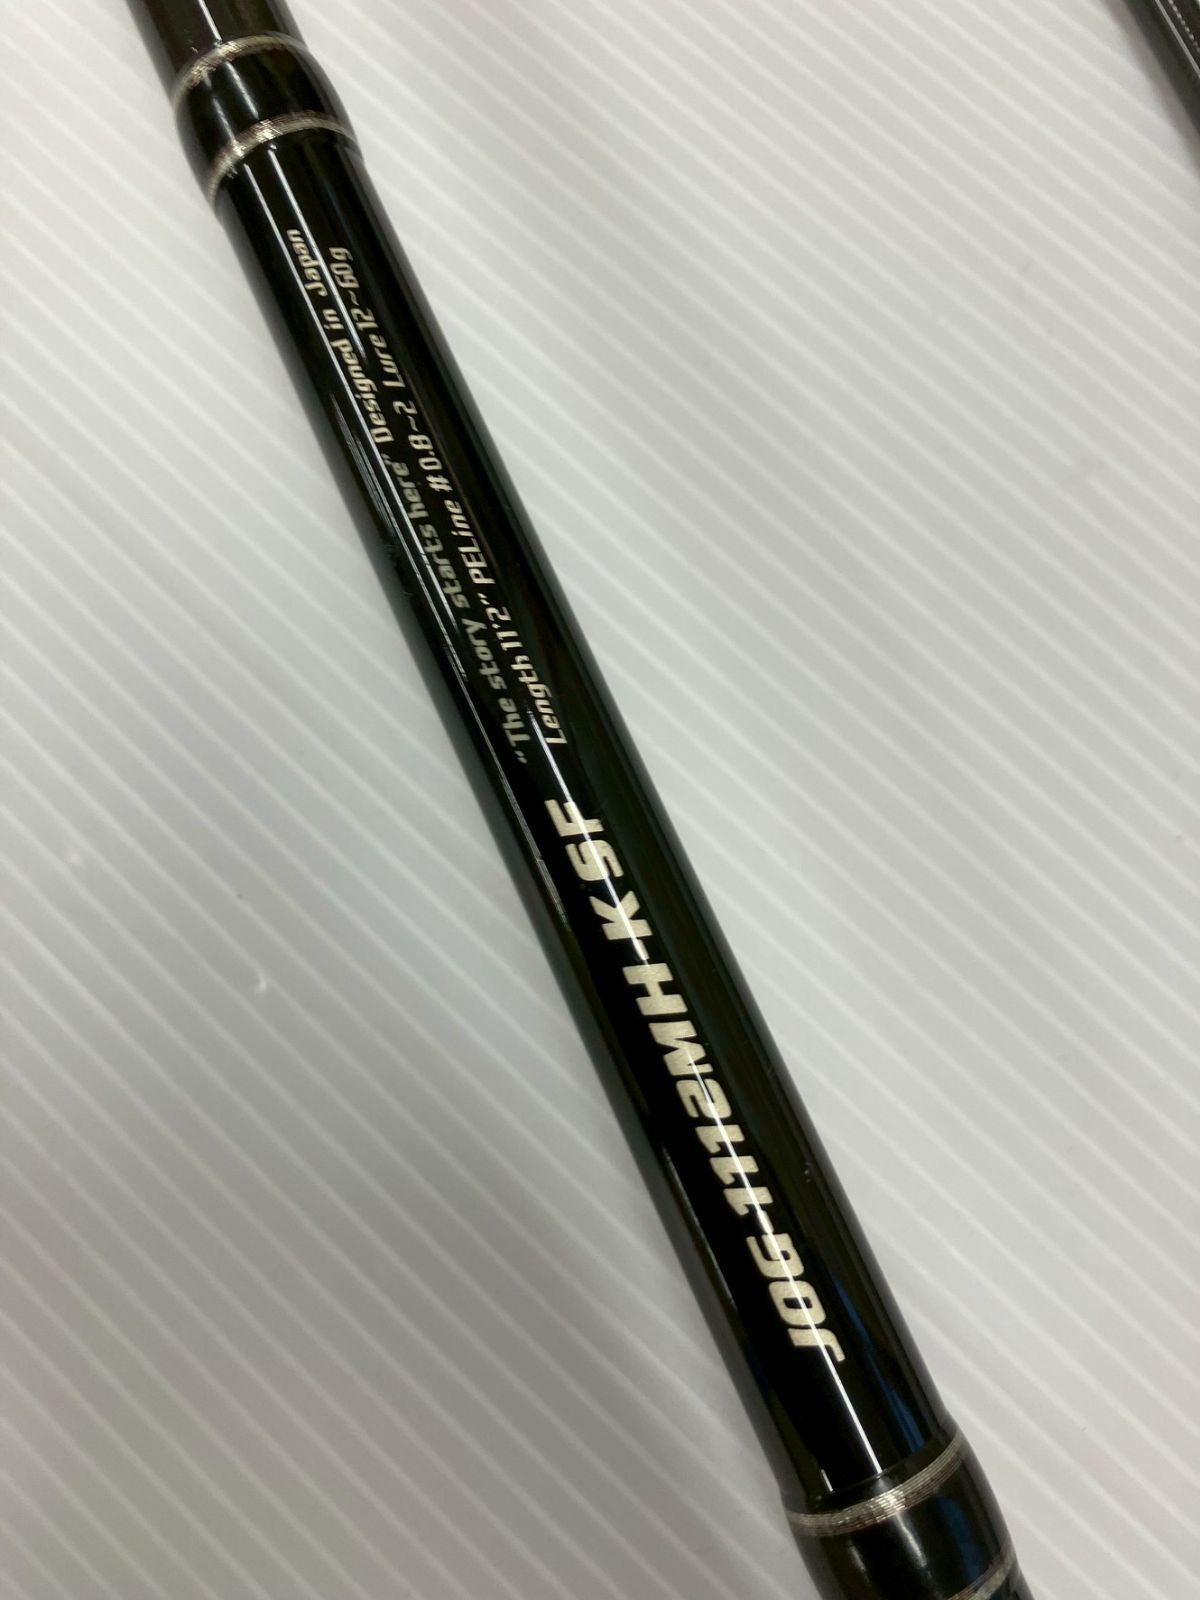 JOG-1112MH-K SF
"The story starts here" Designed in Japan
Length 11'2" PELine #0.8~2 Lure 12~60g